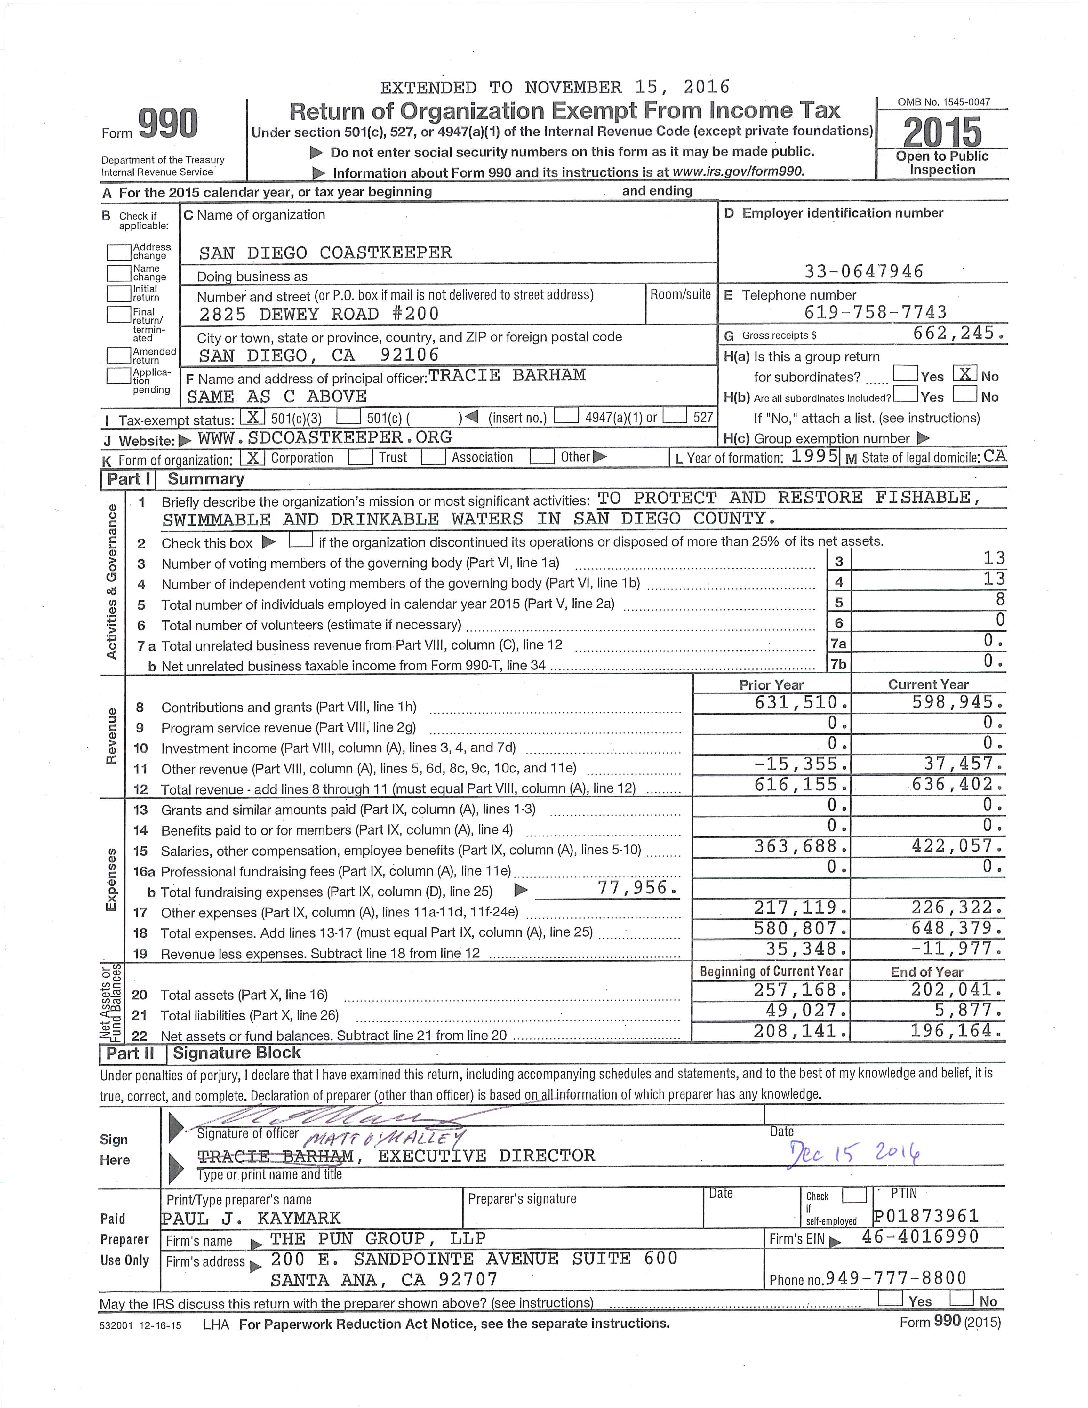 EXTENDED TO NOVEMBER 15, 2016
Form 990
Return of Organization Exempt From Income Tax
OMB No. 1545-0047
Under section 501(c), 527, or 4947(a)(1) of the Internal Revenue Code (except private foundations)
2015
Department of the Treasury
Internal Revenue Service
▶ Do not enter social security numbers on this form as it may be made public.
▶ Information about Form 990 and its instructions is at www.irs.gov/form990.
Open to Public
Inspection
A For the 2015 calendar year, or tax year beginning and ending
B Check if applicable:
Address change
Name change
Initial return
Final return/terminated
Amended return
Application pending
C Name of organization
SAN DIEGO COASTKEEPER
Doing business as
Number and street (or P.O. box if mail is not delivered to street address) Room/suite
2825 DEWEY ROAD #200
City or town, state or province, country, and ZIP or foreign postal code
SAN DIEGO, CA 92106
F Name and address of principal officer: TRACIE BARHAM
SAME AS C ABOVE
D Employer identification number
33-0647946
E Telephone number
619-758-7743
G Gross receipts $ 662,245.
H(a) Is this a group return
for subordinates? ...... Yes X No
H(b) Are all subordinates included? Yes No
If "No," attach a list. (see instructions)
H(c) Group exemption number ▶
I Tax-exempt status: X 501(c)(3) 501(c) ( )◀ (insert no.) 4947(a)(1) or 527
J Website: ▶ WWW.SDCOASTKEEPER.ORG
K Form of organization: X Corporation Trust Association Other ▶
L Year of formation: 1995 M State of legal domicile: CA
Part I Summary
Activities & Governance
1 Briefly describe the organization's mission or most significant activities: TO PROTECT AND RESTORE FISHABLE,
SWIMMABLE AND DRINKABLE WATERS IN SAN DIEGO COUNTY.
2 Check this box ▶ if the organization discontinued its operations or disposed of more than 25% of its net assets.
3 Number of voting members of the governing body (Part VI, line 1a) 3 13
4 Number of independent voting members of the governing body (Part VI, line 1b) 4 13
5 Total number of individuals employed in calendar year 2015 (Part V, line 2a) 5 8
6 Total number of volunteers (estimate if necessary) 6 0
7 a Total unrelated business revenue from Part VIII, column (C), line 12 7a 0.
b Net unrelated business taxable income from Form 990-T, line 34 7b 0.
Prior Year Current Year
Revenue
8 Contributions and grants (Part VIII, line 1h) 631,510. 598,945.
9 Program service revenue (Part VIII, line 2g) 0. 0.
10 Investment income (Part VIII, column (A), lines 3, 4, and 7d) 0. 0.
11 Other revenue (Part VIII, column (A), lines 5, 6d, 8c, 9c, 10c, and 11e) -15,355. 37,457.
12 Total revenue - add lines 8 through 11 (must equal Part VIII, column (A), line 12) 616,155. 636,402.
Expenses
13 Grants and similar amounts paid (Part IX, column (A), lines 1-3) 0. 0.
14 Benefits paid to or for members (Part IX, column (A), line 4) 0. 0.
15 Salaries, other compensation, employee benefits (Part IX, column (A), lines 5-10) 363,688. 422,057.
16a Professional fundraising fees (Part IX, column (A), line 11e) 0. 0.
b Total fundraising expenses (Part IX, column (D), line 25) ▶ 77,956.
17 Other expenses (Part IX, column (A), lines 11a-11d, 11f-24e) 217,119. 226,322.
18 Total expenses. Add lines 13-17 (must equal Part IX, column (A), line 25) 580,807. 648,379.
19 Revenue less expenses. Subtract line 18 from line 12 35,348. -11,977.
Net Assets or Fund Balances
Beginning of Current Year End of Year
20 Total assets (Part X, line 16) 257,168. 202,041.
21 Total liabilities (Part X, line 26) 49,027. 5,877.
22 Net assets or fund balances. Subtract line 21 from line 20 208,141. 196,164.
Part II Signature Block
Under penalties of perjury, I declare that I have examined this return, including accompanying schedules and statements, and to the best of my knowledge and belief, it is
true, correct, and complete. Declaration of preparer (other than officer) is based on all information of which preparer has any knowledge.
Sign Here
Signature of officer MATT O'MALLEY
Date
Dec 15 2016
TRACIE BARHAM, EXECUTIVE DIRECTOR
Type or print name and title
Paid Preparer Use Only
Print/Type preparer's name Preparer's signature Date Check if self-employed PTIN
PAUL J. KAYMARK P01873961
Firm's name ▶ THE PUN GROUP, LLP Firm's EIN ▶ 46-4016990
Firm's address ▶ 200 E. SANDPOINTE AVENUE SUITE 600
SANTA ANA, CA 92707 Phone no. 949-777-8800
May the IRS discuss this return with the preparer shown above? (see instructions) Yes No
532001 12-16-15 LHA For Paperwork Reduction Act Notice, see the separate instructions. Form 990 (2015)